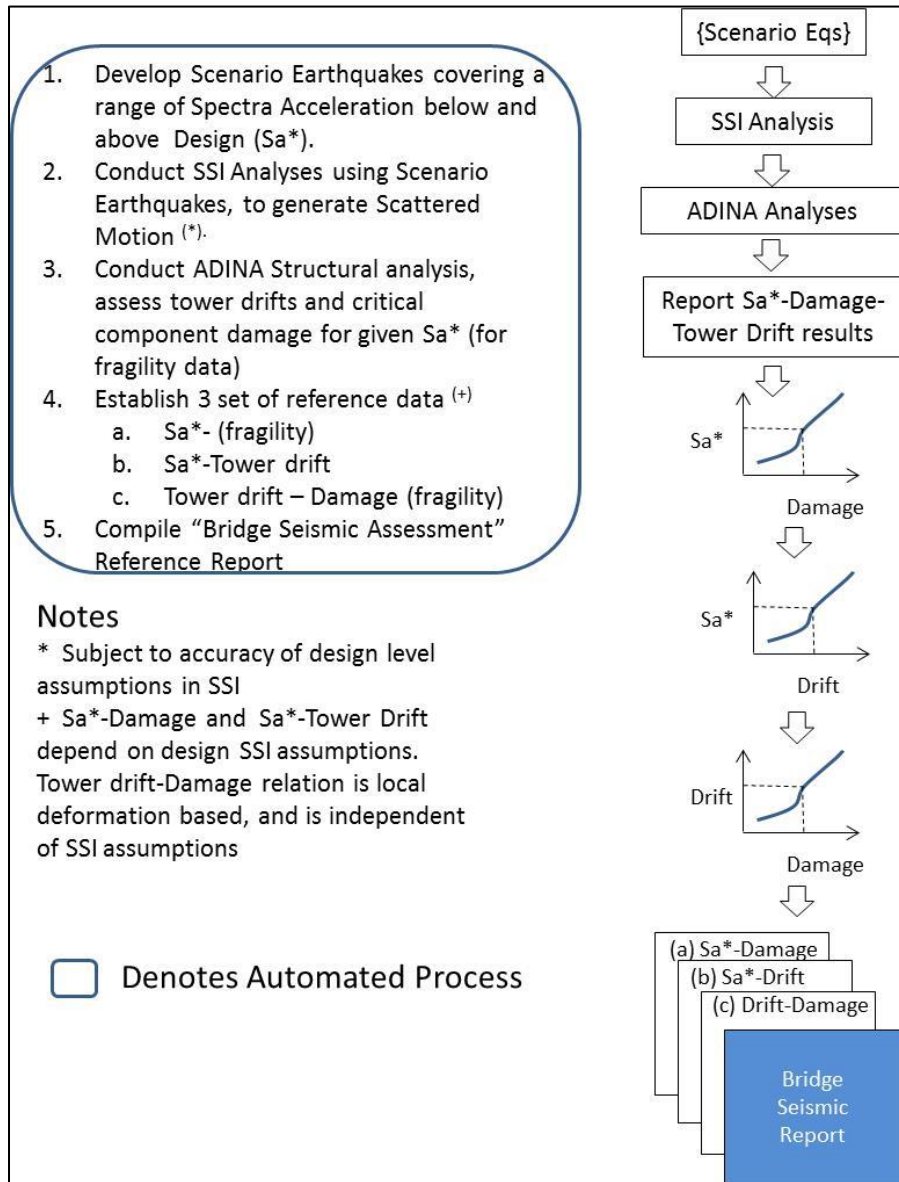 1. Develop Scenario Earthquakes covering a
range of Spectra Acceleration below and
above Design (Sa*).
2. Conduct SSI Analyses using Scenario
Earthquakes, to generate Scattered
Motion (*).
3. Conduct ADINA Structural analysis,
assess tower drifts and critical
component damage for given Sa* (for
fragility data)
4. Establish 3 set of reference data (+)
a. Sa*- (fragility)
b. Sa*-Tower drift
c. Tower drift – Damage (fragility)
5. Compile “Bridge Seismic Assessment”
Reference Report
Notes
* Subject to accuracy of design level
assumptions in SSI
+ Sa*-Damage and Sa*-Tower Drift
depend on design SSI assumptions.
Tower drift-Damage relation is local
deformation based, and is independent
of SSI assumptions
Denotes Automated Process
{Scenario Eqs}
SSI Analysis
ADINA Analyses
Report Sa*-Damage-
Tower Drift results
Sa*
Damage
Sa*
Drift
Drift
Damage
(a) Sa*-Damage
(b) Sa*-Drift
(c) Drift-Damage
Bridge
Seismic
Report